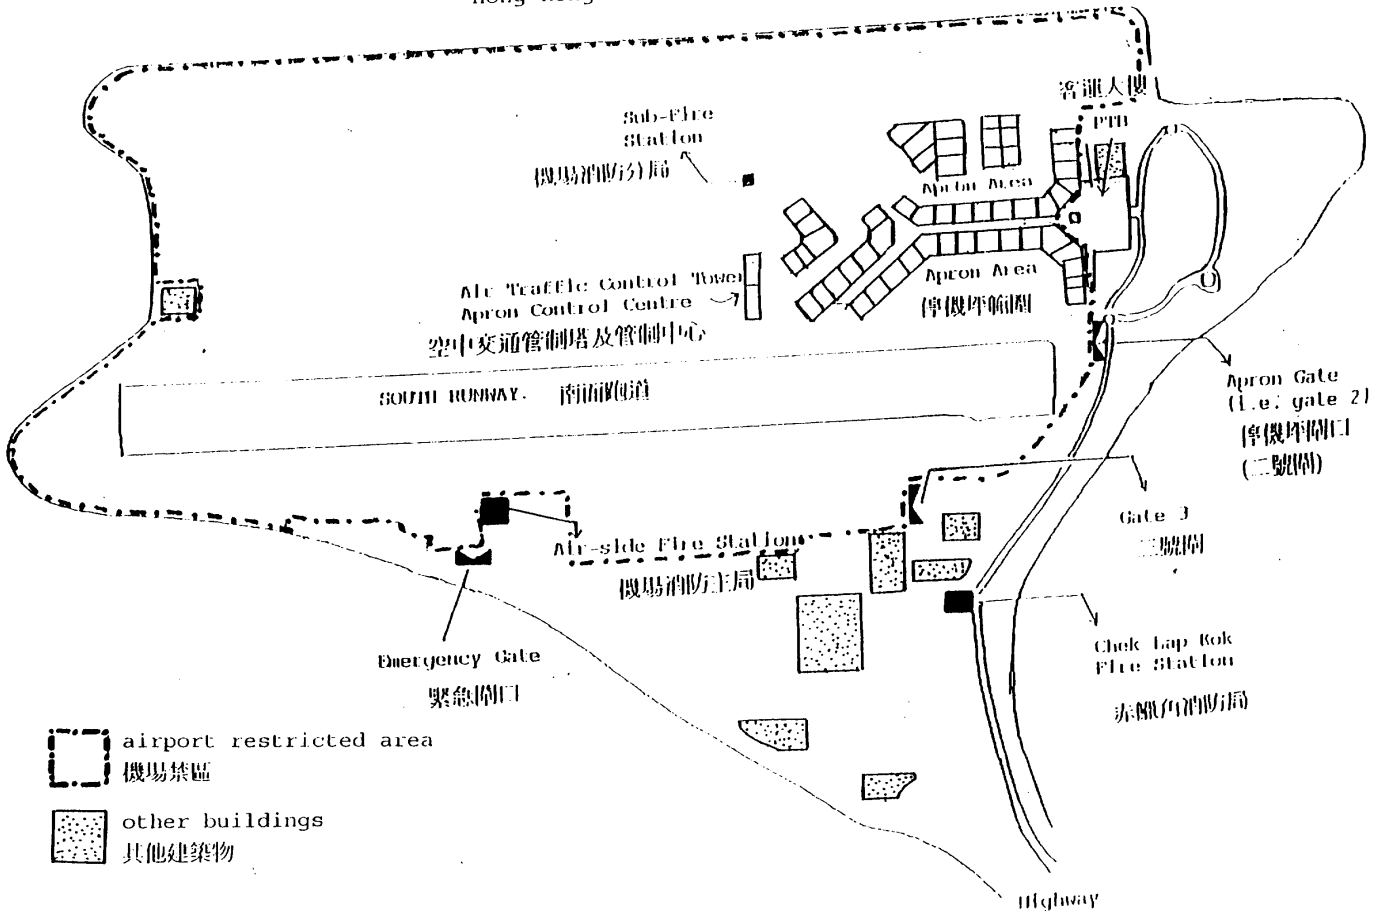 Hong Kong
客運大樓
PTB
Sub-Fire
Station
機場消防分局
Apron Area
Air Traffic Control Tower
Apron Control Centre
空中交通管制塔及管制中心
Apron Area
停機坪範圍
SOUTH RUNWAY. 南面跑道
Apron Gate
(i.e. gate 2)
停機坪閘口
(二號閘)
Gate 3
三號閘
Air-side Fire Station
機場消防主局
Chek Lap Kok
Fire Station
赤鱲角消防局
Emergency Gate
緊急閘口
airport restricted area
機場禁區
other buildings
其他建築物
Highway